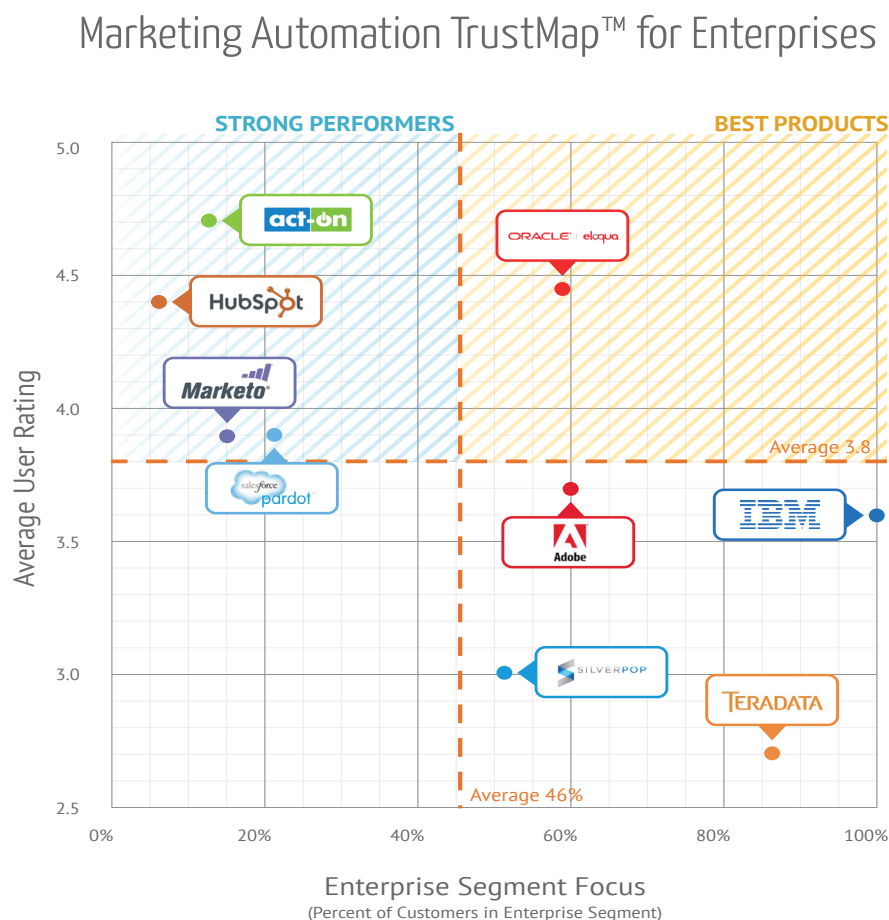 Marketing Automation TrustMap™ for Enterprises
STRONG PERFORMERS
BEST PRODUCTS
5.0
act-on
ORACLE | eloqua
4.5
HubSpot
Marketo
4.0
Average User Rating
Average 3.8
salesforce
pardot
IBM
3.5
Adobe
SILVERPOP
3.0
TERADATA
Average 46%
2.5
0% 20% 40% 60% 80% 100%
Enterprise Segment Focus
(Percent of Customers in Enterprise Segment)